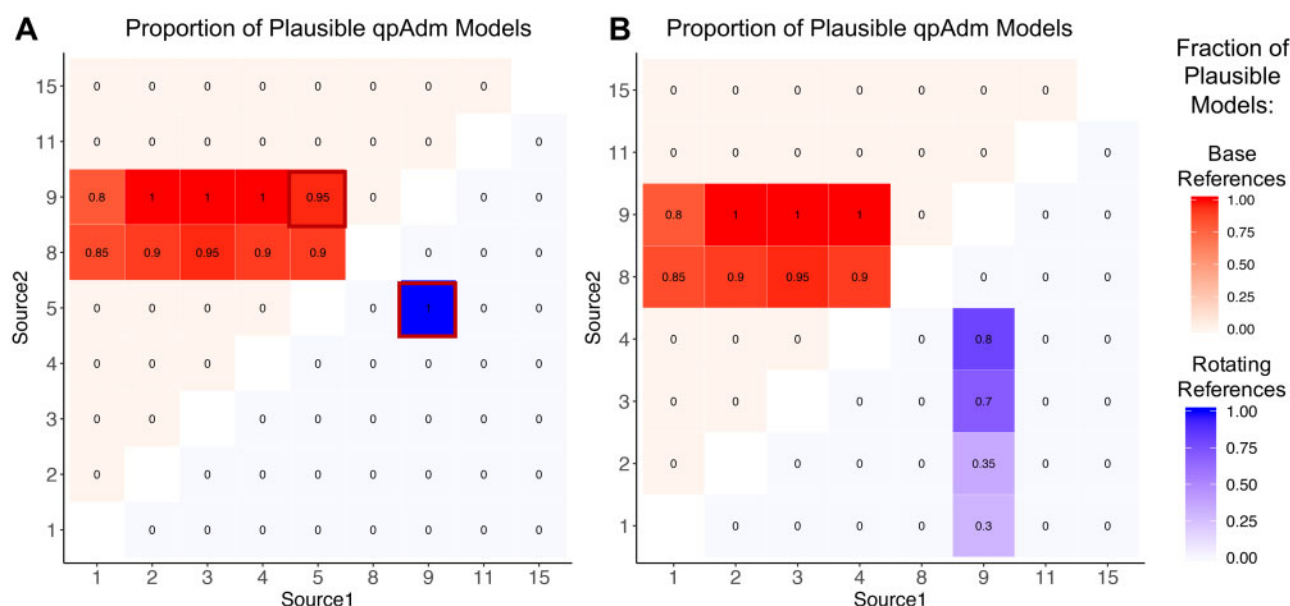 A
Proportion of Plausible qpAdm Models
Source2
15 0 0 0 0 0 0 0 0
11 0 0 0 0 0 0 0 0
9 0.8 1 1 1 0.95 0 0 0
8 0.85 0.9 0.95 0.9 0.9 0 0 0
5 0 0 0 0 0 1 0 0
4 0 0 0 0 0 0 0 0
3 0 0 0 0 0 0 0 0
2 0 0 0 0 0 0 0 0
1 0 0 0 0 0 0 0 0
1 2 3 4 5 8 9 11 15
Source1
B
Proportion of Plausible qpAdm Models
Source2
15 0 0 0 0 0 0 0
11 0 0 0 0 0 0 0
9 0.8 1 1 1 0 0 0
8 0.85 0.9 0.95 0.9 0 0 0
4 0 0 0 0 0.8 0 0
3 0 0 0 0 0.7 0 0
2 0 0 0 0 0.35 0 0
1 0 0 0 0 0.3 0 0
1 2 3 4 8 9 11 15
Source1
Fraction of
Plausible
Models:
Base
References
1.00
0.75
0.50
0.25
0.00
Rotating
References
1.00
0.75
0.50
0.25
0.00